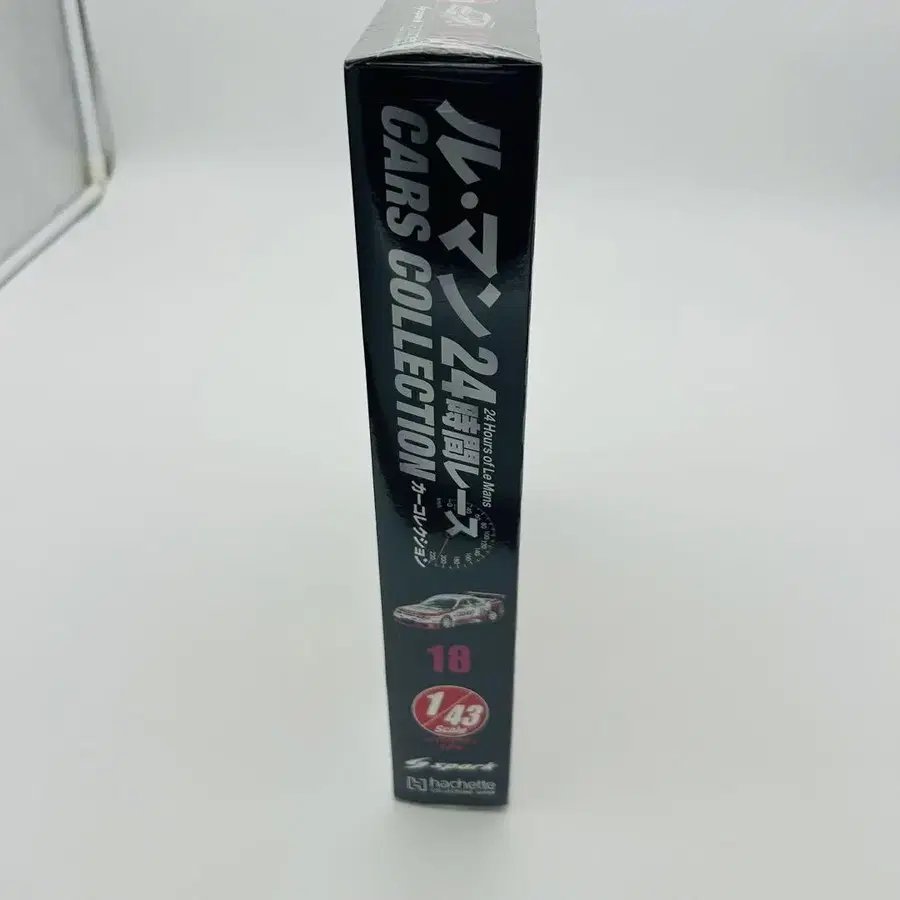 ル・マン24時間レース
24 Hours of Le Mans
CARS COLLECTION
カーコレクション
18
1/43
Scale
spark
hachette